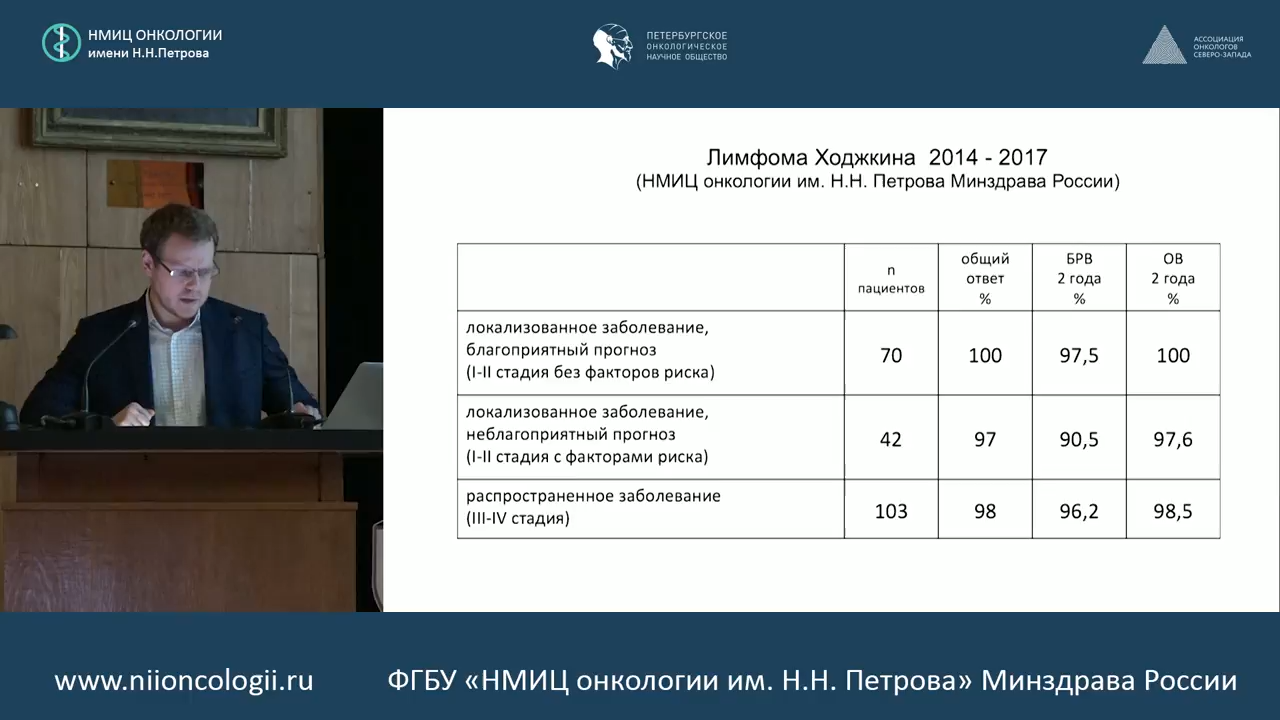 НМИЦ ОНКОЛОГИИ
имени Н.Н.Петрова
ПЕТЕРБУРГСКОЕ
ОНКОЛОГИЧЕСКОЕ
НАУЧНОЕ ОБЩЕСТВО
АССОЦИАЦИЯ
ОНКОЛОГОВ
СЕВЕРО-ЗАПАДА
Лимфома Ходжкина 2014 - 2017
(НМИЦ онкологии им. Н.Н. Петрова Минздрава России)
n
пациентов
общий
ответ
%
БРВ
2 года
%
ОВ
2 года
%
локализованное заболевание,
благоприятный прогноз
(I-II стадия без факторов риска)
70
100
97,5
100
локализованное заболевание,
неблагоприятный прогноз
(I-II стадия с факторами риска)
42
97
90,5
97,6
распространенное заболевание
(III-IV стадия)
103
98
96,2
98,5
www.niioncologii.ru
ФГБУ «НМИЦ онкологии им. Н.Н. Петрова» Минздрава России